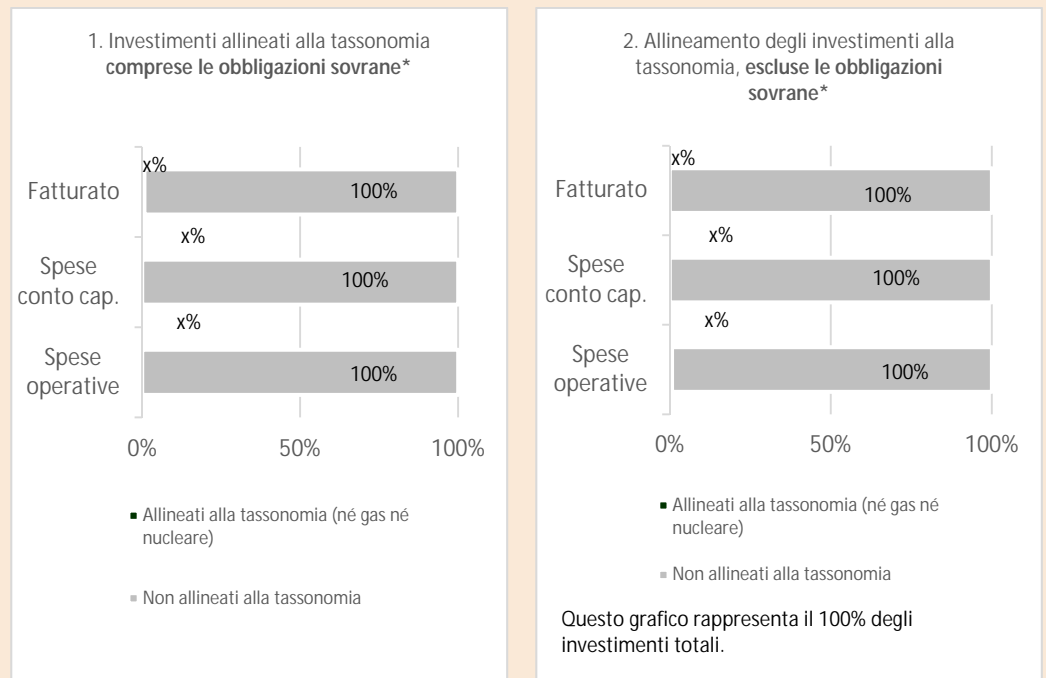 1. Investimenti allineati alla tassonomia
comprese le obbligazioni sovrane*
x%
Fatturato
100%
x%
Spese
conto cap.
100%
x%
Spese
operative
100%
0%
50%
100%
Allineati alla tassonomia (né gas né
nucleare)
Non allineati alla tassonomia
2. Allineamento degli investimenti alla
tassonomia, escluse le obbligazioni
sovrane*
x%
Fatturato
100%
x%
Spese
conto cap.
100%
x%
Spese
operative
100%
0%
50%
100%
Allineati alla tassonomia (né gas né
nucleare)
Non allineati alla tassonomia
Questo grafico rappresenta il 100% degli
investimenti totali.